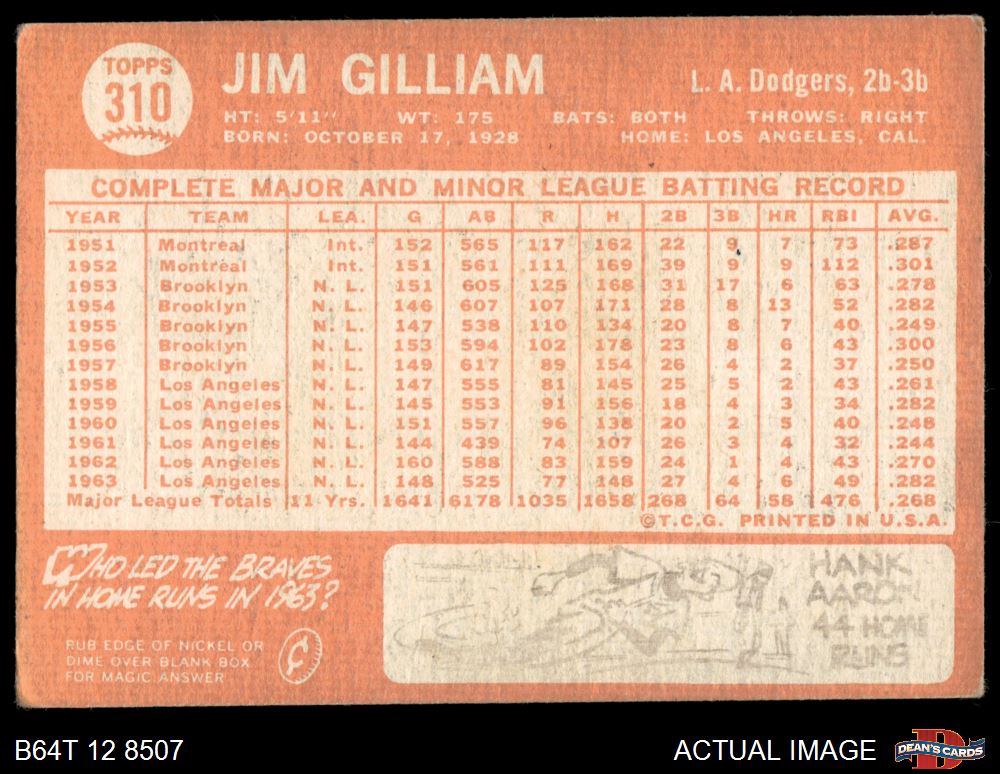 TOPPS
310
JIM GILLIAM
L. A. Dodgers, 2b-3b
HT: 5'11" WT: 175 BATS: BOTH THROWS: RIGHT
BORN: OCTOBER 17, 1928 HOME: LOS ANGELES, CAL.
COMPLETE MAJOR AND MINOR LEAGUE BATTING RECORD
YEAR TEAM LEA. G AB R H 2B 3B HR RBI AVG.
1951 Montreal Int. 152 565 117 162 22 9 7 73 .287
1952 Montreal Int. 151 561 111 169 39 9 9 112 .301
1953 Brooklyn N. L. 151 605 125 168 31 17 6 63 .278
1954 Brooklyn N. L. 146 607 107 171 28 8 13 52 .282
1955 Brooklyn N. L. 147 538 110 134 20 8 7 40 .249
1956 Brooklyn N. L. 153 594 102 178 23 8 6 43 .300
1957 Brooklyn N. L. 149 617 89 154 26 4 2 37 .250
1958 Los Angeles N. L. 147 555 81 145 25 5 2 43 .261
1959 Los Angeles N. L. 145 553 91 156 18 4 3 34 .282
1960 Los Angeles N. L. 151 557 96 138 20 2 5 40 .248
1961 Los Angeles N. L. 144 439 74 107 26 3 4 32 .244
1962 Los Angeles N. L. 160 588 83 159 24 1 4 43 .270
1963 Los Angeles N. L. 148 525 77 148 27 4 6 49 .282
Major League Totals 11 Yrs. 1641 6178 1035 1658 268 64 58 476 .268
©T.C.G. PRINTED IN U.S.A.
WHO LED THE BRAVES
IN HOME RUNS IN 1963?
RUB EDGE OF NICKEL OR
DIME OVER BLANK BOX
FOR MAGIC ANSWER
HANK
AARON
44 HOME
RUNS
B64T 12 8507
ACTUAL IMAGE
DEAN'S CARDS